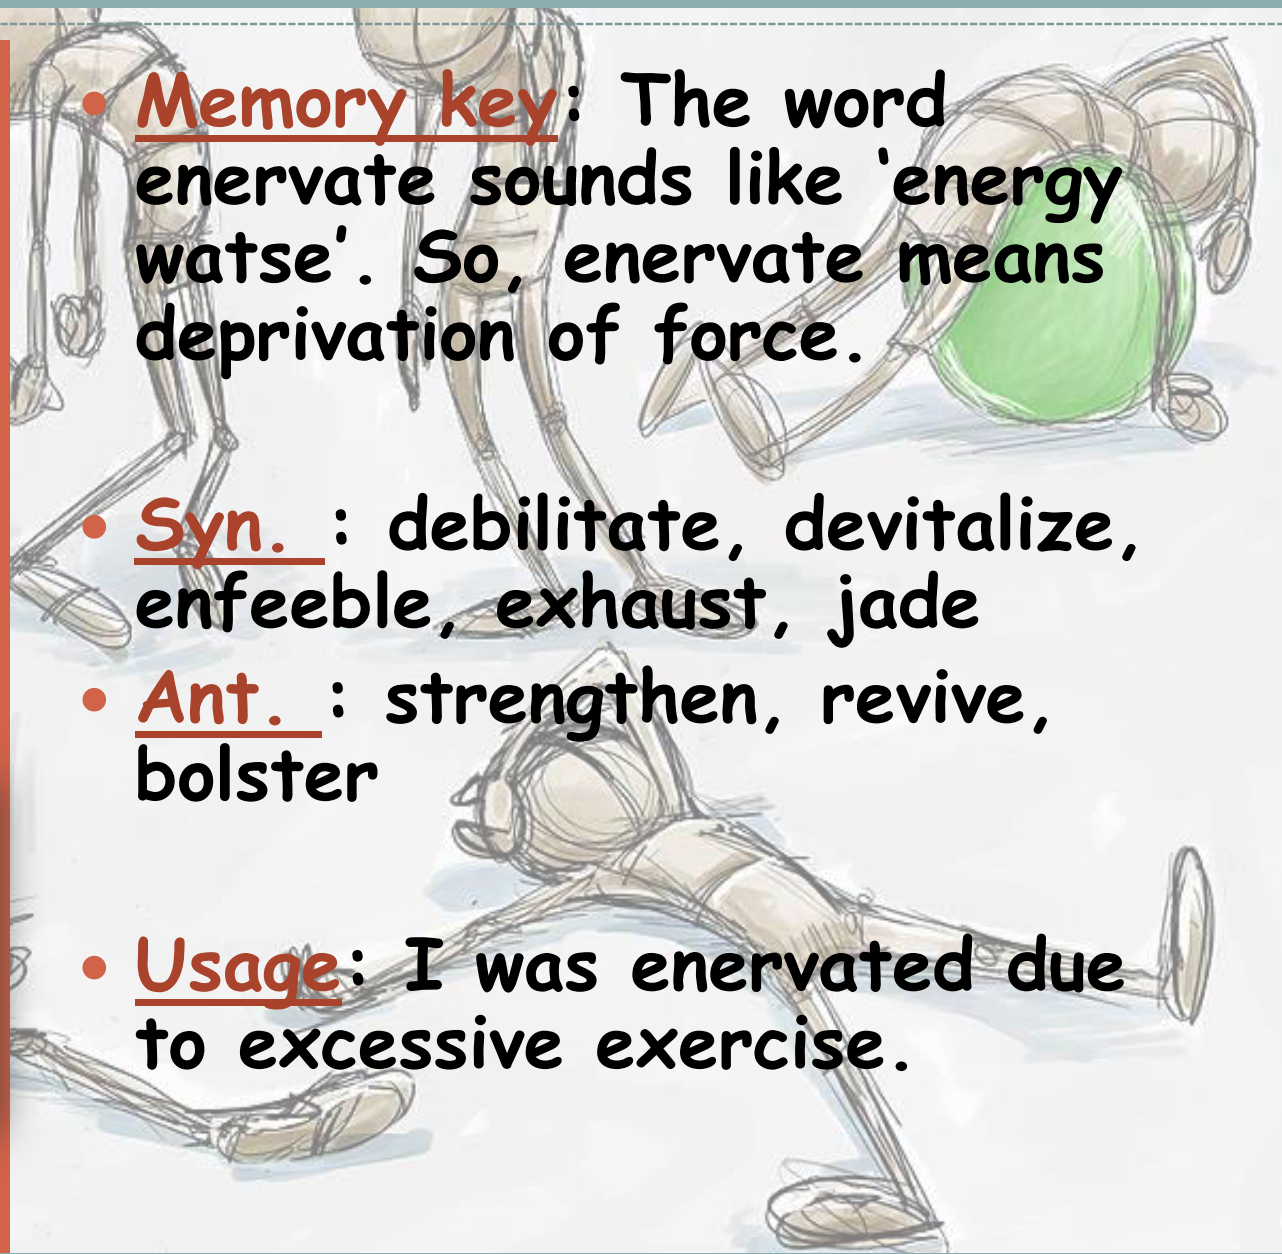 • Memory key: The word
enervate sounds like ‘energy
watse’. So, enervate means
deprivation of force.
• Syn. : debilitate, devitalize,
enfeeble, exhaust, jade
• Ant. : strengthen, revive,
bolster
• Usage: I was enervated due
to excessive exercise.